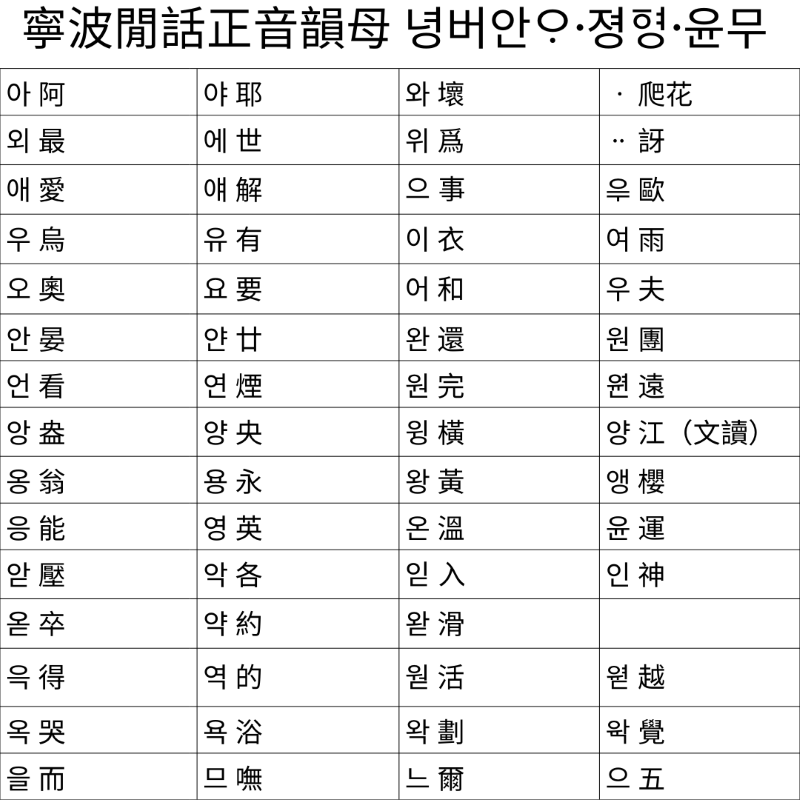 寧波閒話正音韻母 녕버안우·졍형·윤무
아 阿	야 耶	와 壞	ㆍ 爬花
외 最	에 世	위 爲	ᆢ 訝
애 愛	얘 解	으 事	ᄋᆕ 歐
우 烏	유 有	이 衣	여 雨
오 奧	요 要	어 和	우 夫
안 晏	얀 廿	완 還	원 團
언 看	연 煙	원 完	ᄋᆑᆫ 遠
앙 盎	양 央	윙 橫	양 江（文讀）
옹 翁	용 永	왕 黃	앵 櫻
응 能	영 英	온 溫	윤 運
앋 壓	악 各	읻 入	인 神
옫 卒	약 約	왇 滑
윽 得	역 的	웓 活	ᄋᆑᆮ 越
옥 哭	욕 浴	왁 劃	ᄋᆎᆨ 覺
을 而	므 嘸	느 爾	으 五